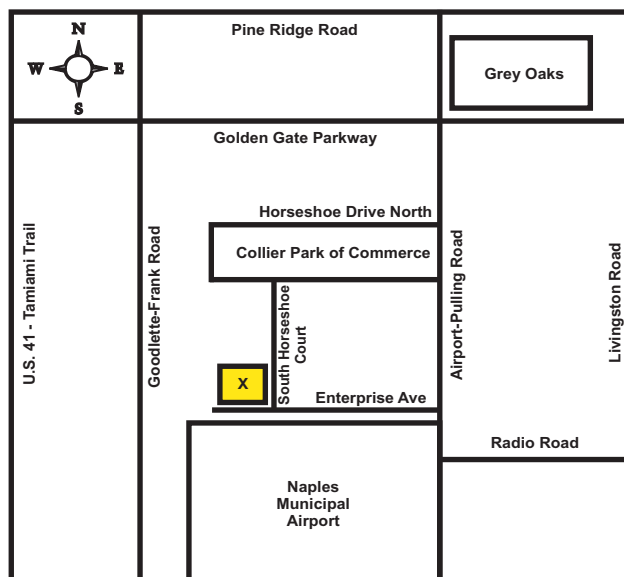 Pine Ridge Road
N
W E
S
Grey Oaks
Golden Gate Parkway
Horseshoe Drive North
Collier Park of Commerce
U.S. 41 - Tamiami Trail
Goodlette-Frank Road
South Horseshoe
Court
Airport-Pulling Road
Livingston Road
X
Enterprise Ave
Radio Road
Naples
Municipal
Airport